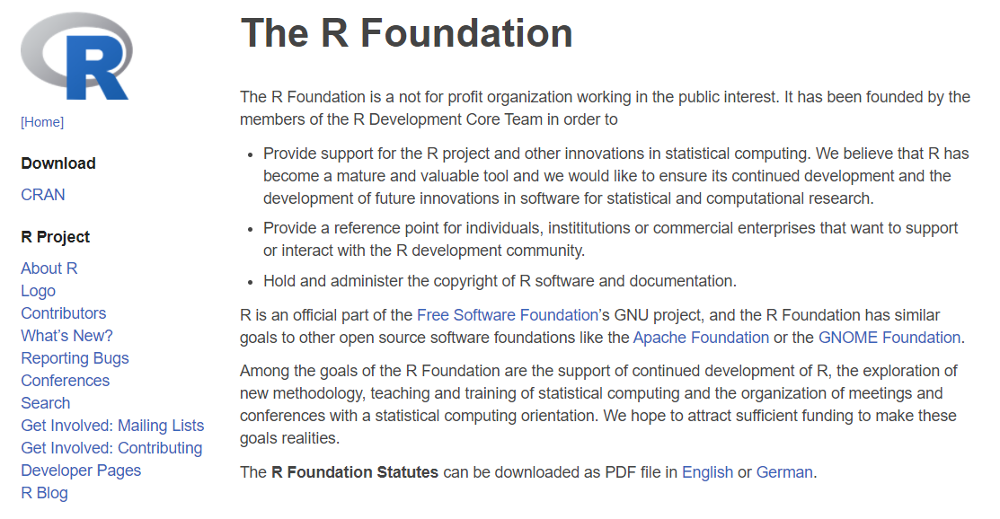 R
[Home]
Download
CRAN
R Project
About R
Logo
Contributors
What's New?
Reporting Bugs
Conferences
Search
Get Involved: Mailing Lists
Get Involved: Contributing
Developer Pages
R Blog
The R Foundation
The R Foundation is a not for profit organization working in the public interest. It has been founded by the
members of the R Development Core Team in order to
• Provide support for the R project and other innovations in statistical computing. We believe that R has
become a mature and valuable tool and we would like to ensure its continued development and the
development of future innovations in software for statistical and computational research.
• Provide a reference point for individuals, instititutions or commercial enterprises that want to support
or interact with the R development community.
• Hold and administer the copyright of R software and documentation.
R is an official part of the Free Software Foundation's GNU project, and the R Foundation has similar
goals to other open source software foundations like the Apache Foundation or the GNOME Foundation.
Among the goals of the R Foundation are the support of continued development of R, the exploration of
new methodology, teaching and training of statistical computing and the organization of meetings and
conferences with a statistical computing orientation. We hope to attract sufficient funding to make these
goals realities.
The R Foundation Statutes can be downloaded as PDF file in English or German.